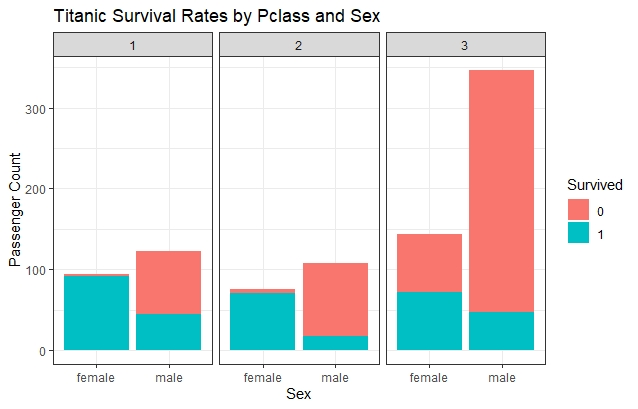 Titanic Survival Rates by Pclass and Sex
1
2
3
Passenger Count
300
200
100
0
female
male
female
male
female
male
Sex
Survived
0
1